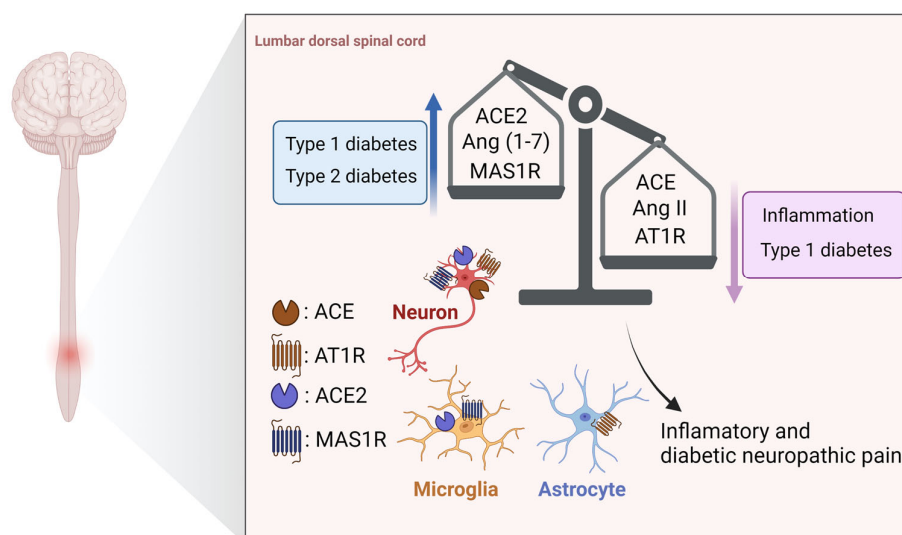 Lumbar dorsal spinal cord
Type 1 diabetes
Type 2 diabetes
ACE2
Ang (1-7)
MAS1R
ACE
Ang II
AT1R
Inflammation
Type 1 diabetes
: ACE
: AT1R
: ACE2
: MAS1R
Neuron
Microglia
Astrocyte
Inflamatory and
diabetic neuropathic pain